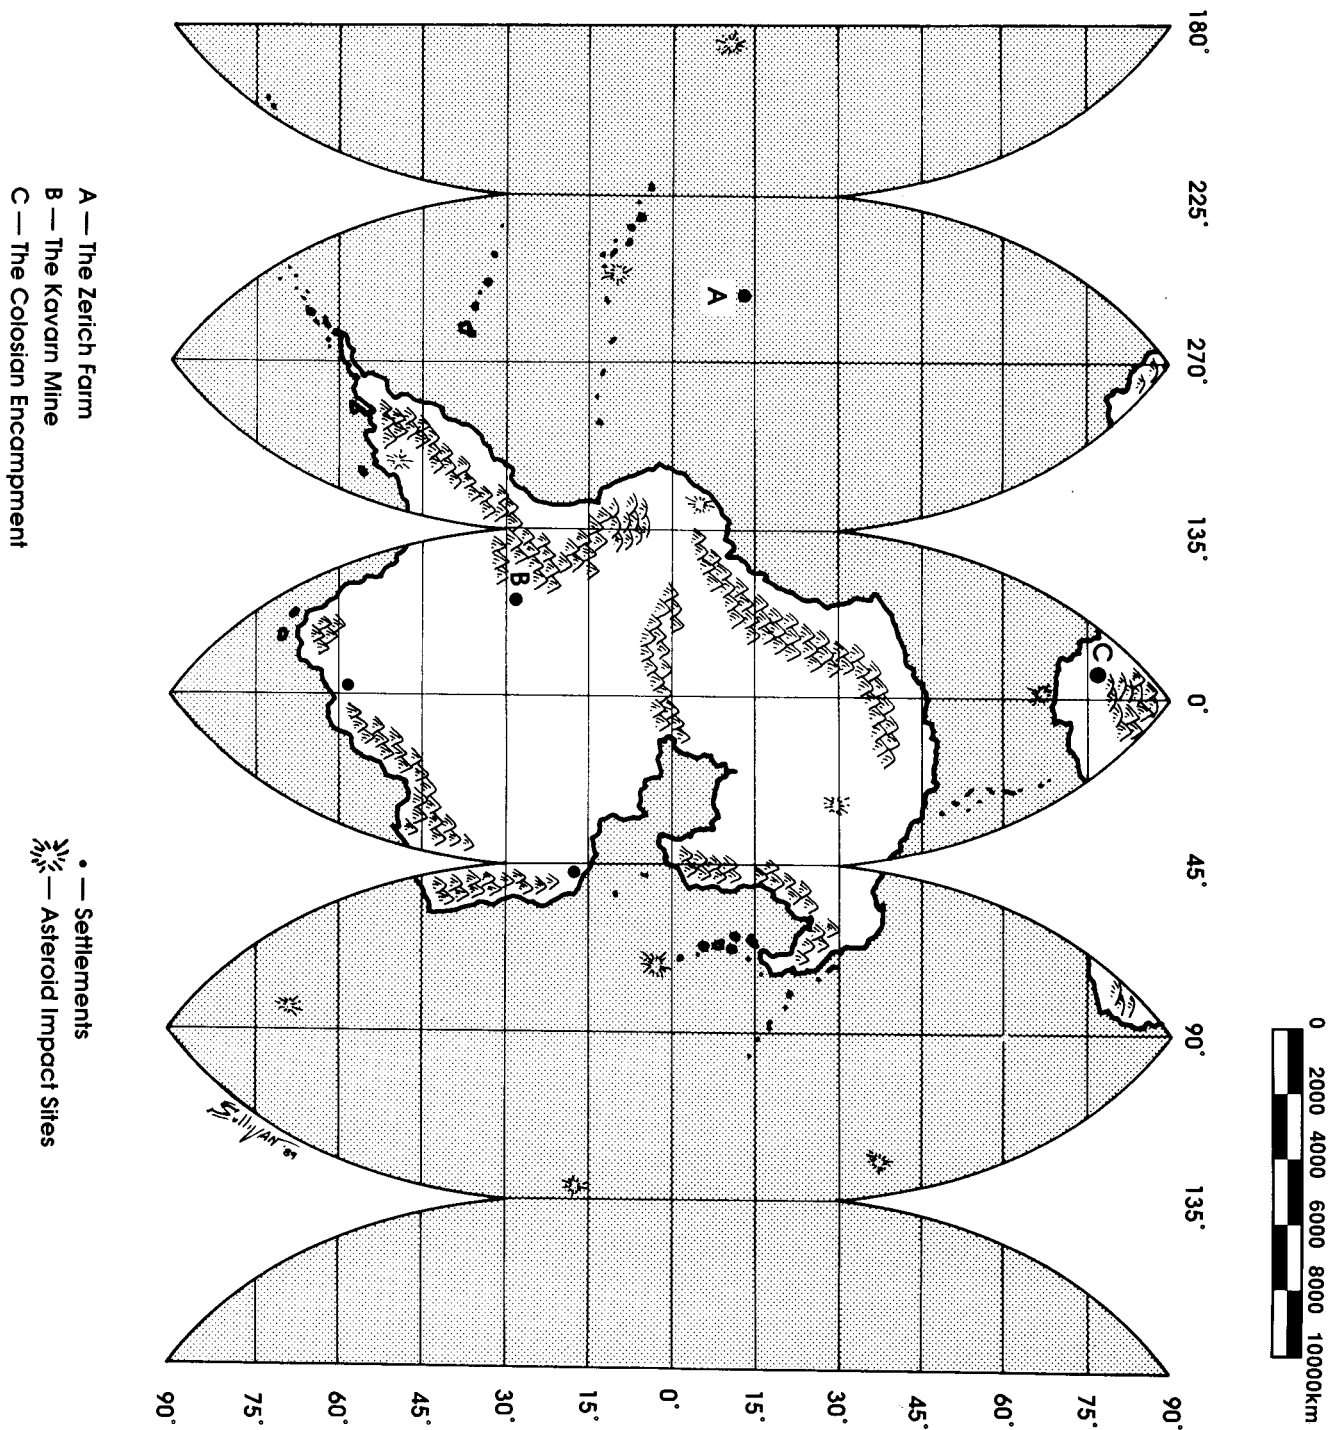 0 2000 4000 6000 8000 10000km
180° 225° 270° 135° 0° 45° 90° 135°
90°
75°
60°
45°
30°
15°
0°
15°
30°
45°
60°
75°
90°
C
A
B
SULLIVAN '89
A — The Zerich Farm
B — The Kavarn Mine
C — The Colosian Encampment
• — Settlements
— Asteroid Impact Sites